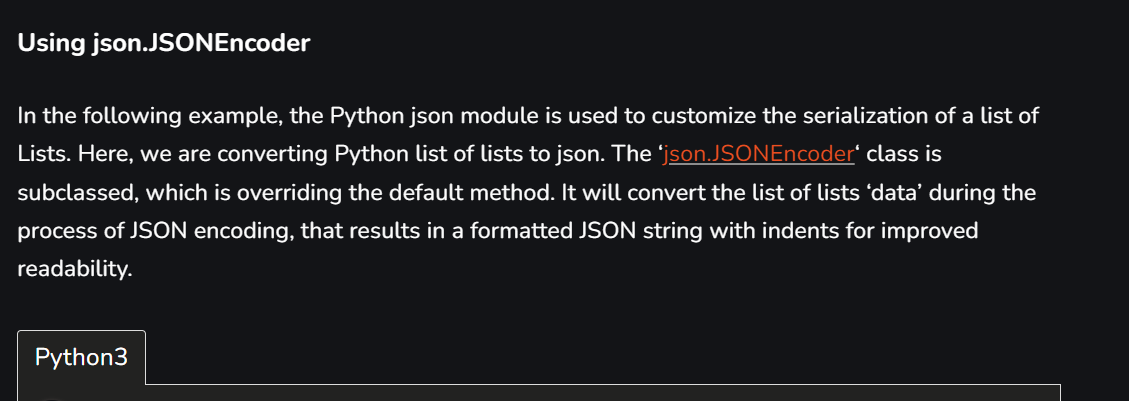 Using json.JSONEncoder
In the following example, the Python json module is used to customize the serialization of a list of
Lists. Here, we are converting Python list of lists to json. The ‘json.JSONEncoder‘ class is
subclassed, which is overriding the default method. It will convert the list of lists ‘data’ during the
process of JSON encoding, that results in a formatted JSON string with indents for improved
readability.
Python3